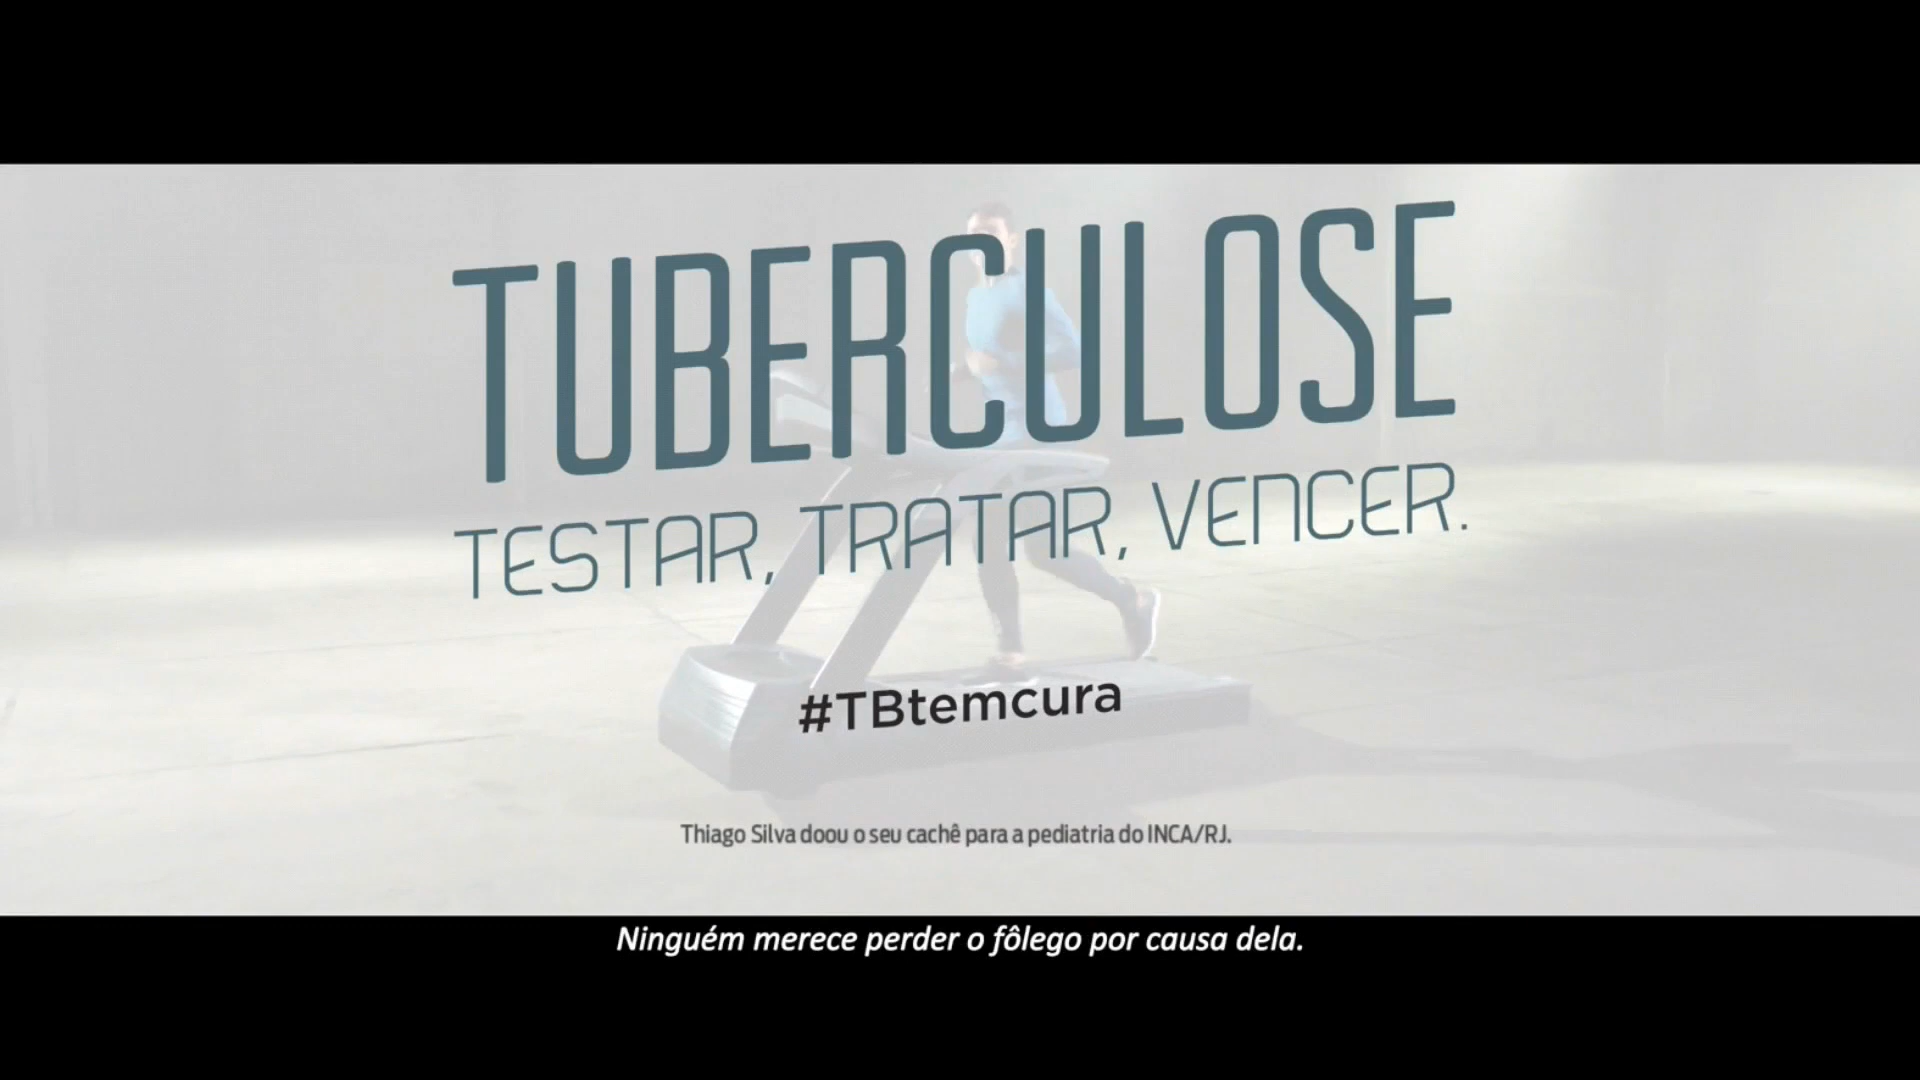 TUBERCULOSE
TESTAR, TRATAR, VENCER.
#TBtemcura
Thiago Silva doou o seu cachê para a pediatria do INCA/RJ.
Ninguém merece perder o fôlego por causa dela.